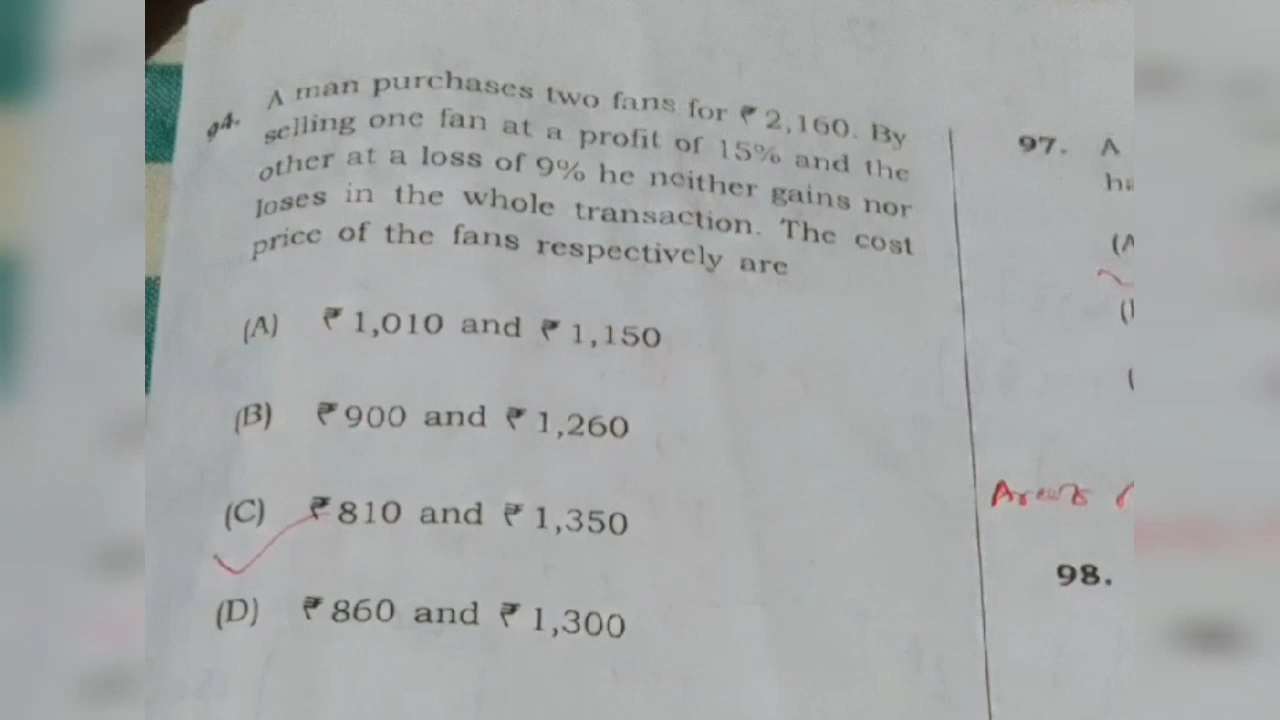 94. A man purchases two fans for ₹ 2,160. By
selling one fan at a profit of 15% and the
other at a loss of 9% he neither gains nor
loses in the whole transaction. The cost
price of the fans respectively are
(A) ₹ 1,010 and ₹ 1,150
(B) ₹ 900 and ₹ 1,260
(C) ₹ 810 and ₹ 1,350
(D) ₹ 860 and ₹ 1,300
97. A
98.